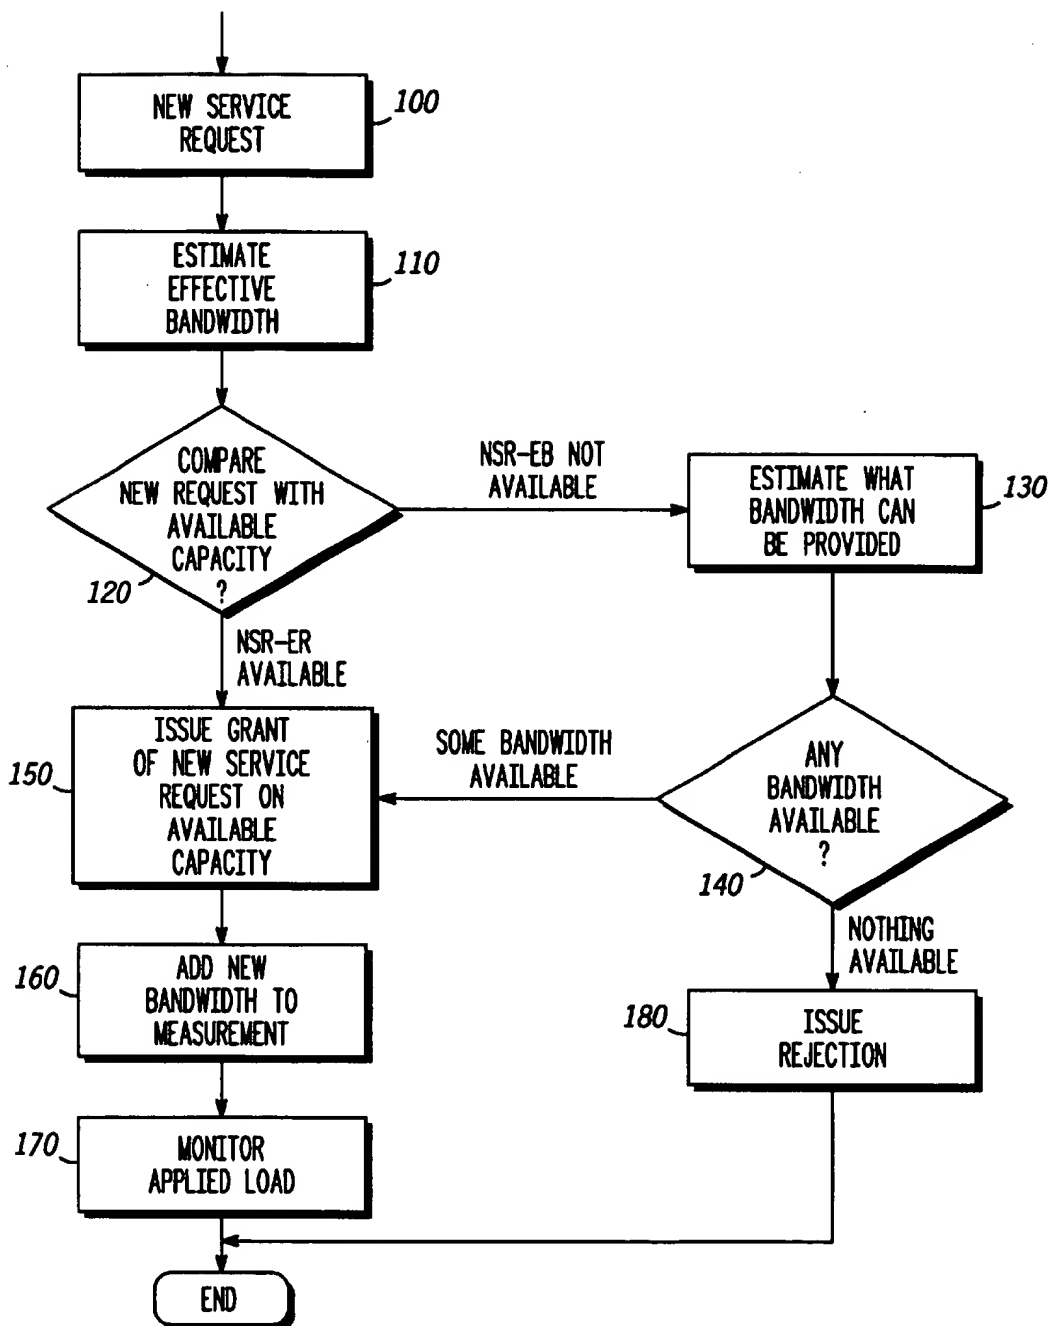 NEW SERVICE
REQUEST
100
ESTIMATE
EFFECTIVE
BANDWIDTH
110
COMPARE
NEW REQUEST WITH
AVAILABLE
CAPACITY
?
120
NSR-EB NOT
AVAILABLE
ESTIMATE WHAT
BANDWIDTH CAN
BE PROVIDED
130
NSR-ER
AVAILABLE
ISSUE GRANT
OF NEW SERVICE
REQUEST ON
AVAILABLE
CAPACITY
150
SOME BANDWIDTH
AVAILABLE
ANY
BANDWIDTH
AVAILABLE
?
140
NOTHING
AVAILABLE
160
ADD NEW
BANDWIDTH TO
MEASUREMENT
180
ISSUE
REJECTION
170
MONITOR
APPLIED LOAD
END